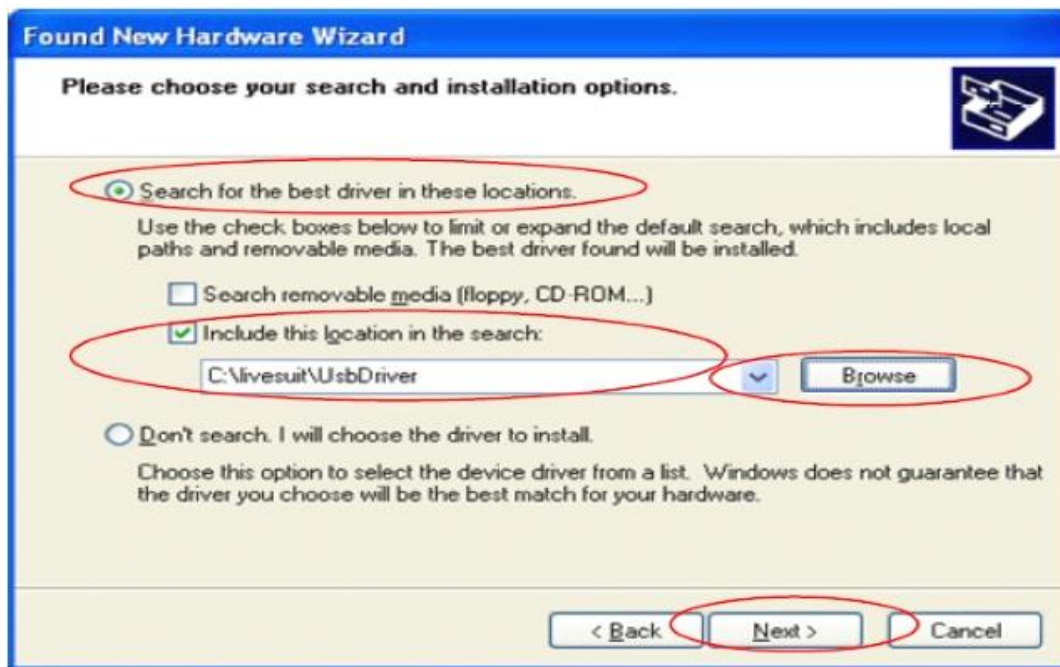 Found New Hardware Wizard
Please choose your search and installation options.
Search for the best driver in these locations.
Use the check boxes below to limit or expand the default search, which includes local
paths and removable media. The best driver found will be installed.
Search removable media (floppy, CD-ROM...)
Include this location in the search:
C:\livesuit\UsbDriver
Browse
Don't search. I will choose the driver to install.
Choose this option to select the device driver from a list. Windows does not guarantee that
the driver you choose will be the best match for your hardware.
< Back Next > Cancel